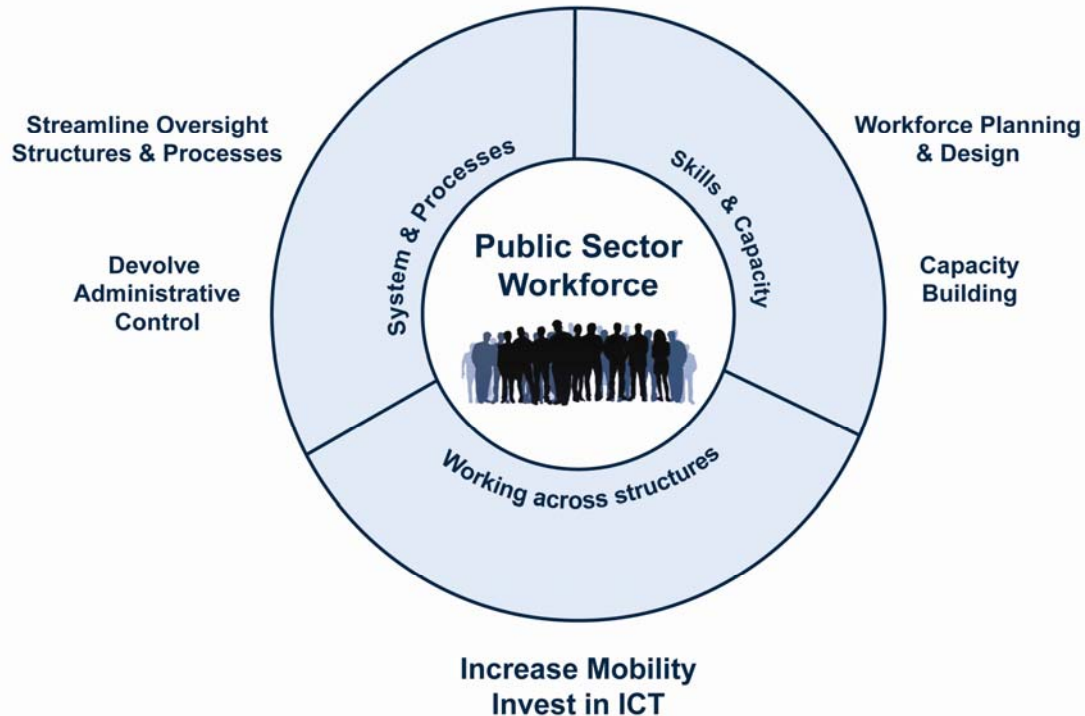 Streamline Oversight
Structures & Processes
Devolve
Administrative
Control
System & Processes
Public Sector
Workforce
Skills & Capacity
Workforce Planning
& Design
Capacity
Building
Working across structures
Increase Mobility
Invest in ICT